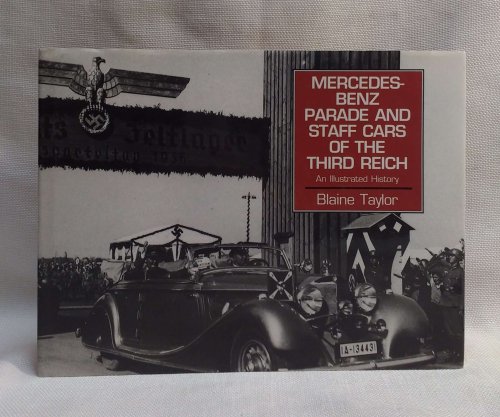 MERCEDES-
BENZ
PARADE AND
STAFF CARS
OF THE
THIRD REICH
An Illustrated History
Blaine Taylor
IA-13443